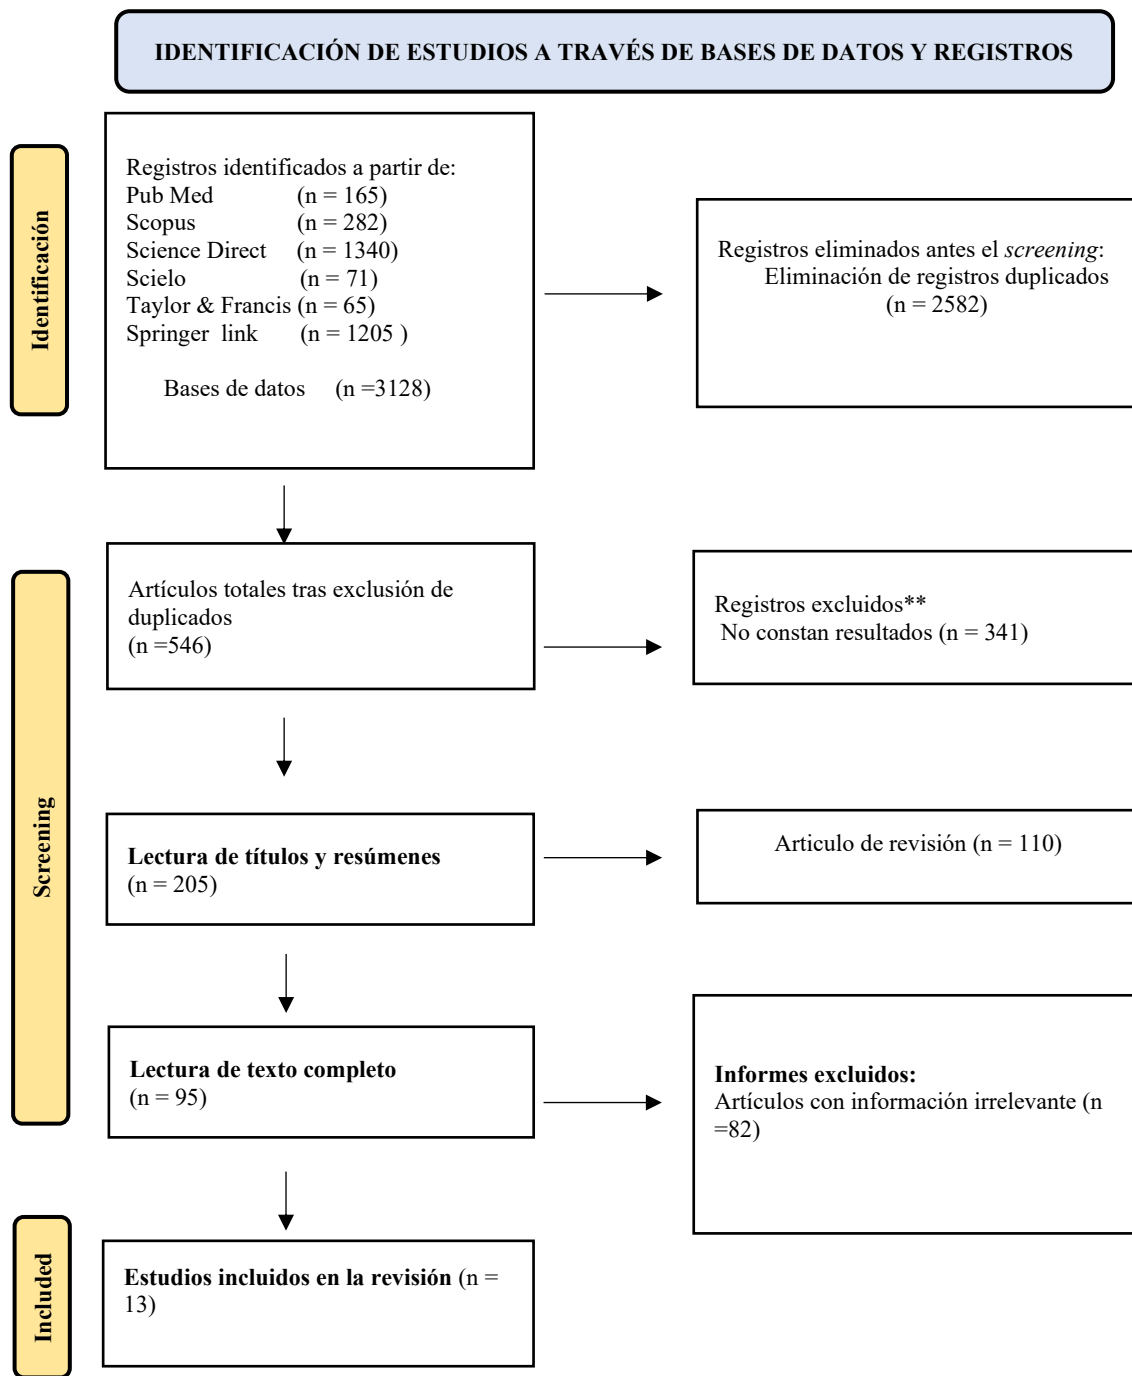 IDENTIFICACIÓN DE ESTUDIOS A TRAVÉS DE BASES DE DATOS Y REGISTROS
Identificación
Registros identificados a partir de:
Pub Med (n = 165)
Scopus (n = 282)
Science Direct (n = 1340)
Scielo (n = 71)
Taylor & Francis (n = 65)
Springer link (n = 1205 )
Bases de datos (n =3128)
Registros eliminados antes el screening:
Eliminación de registros duplicados
(n = 2582)
Screening
Artículos totales tras exclusión de
duplicados
(n =546)
Registros excluidos**
No constan resultados (n = 341)
Lectura de títulos y resúmenes
(n = 205)
Articulo de revisión (n = 110)
Lectura de texto completo
(n = 95)
Informes excluidos:
Artículos con información irrelevante (n
=82)
Included
Estudios incluidos en la revisión (n =
13)